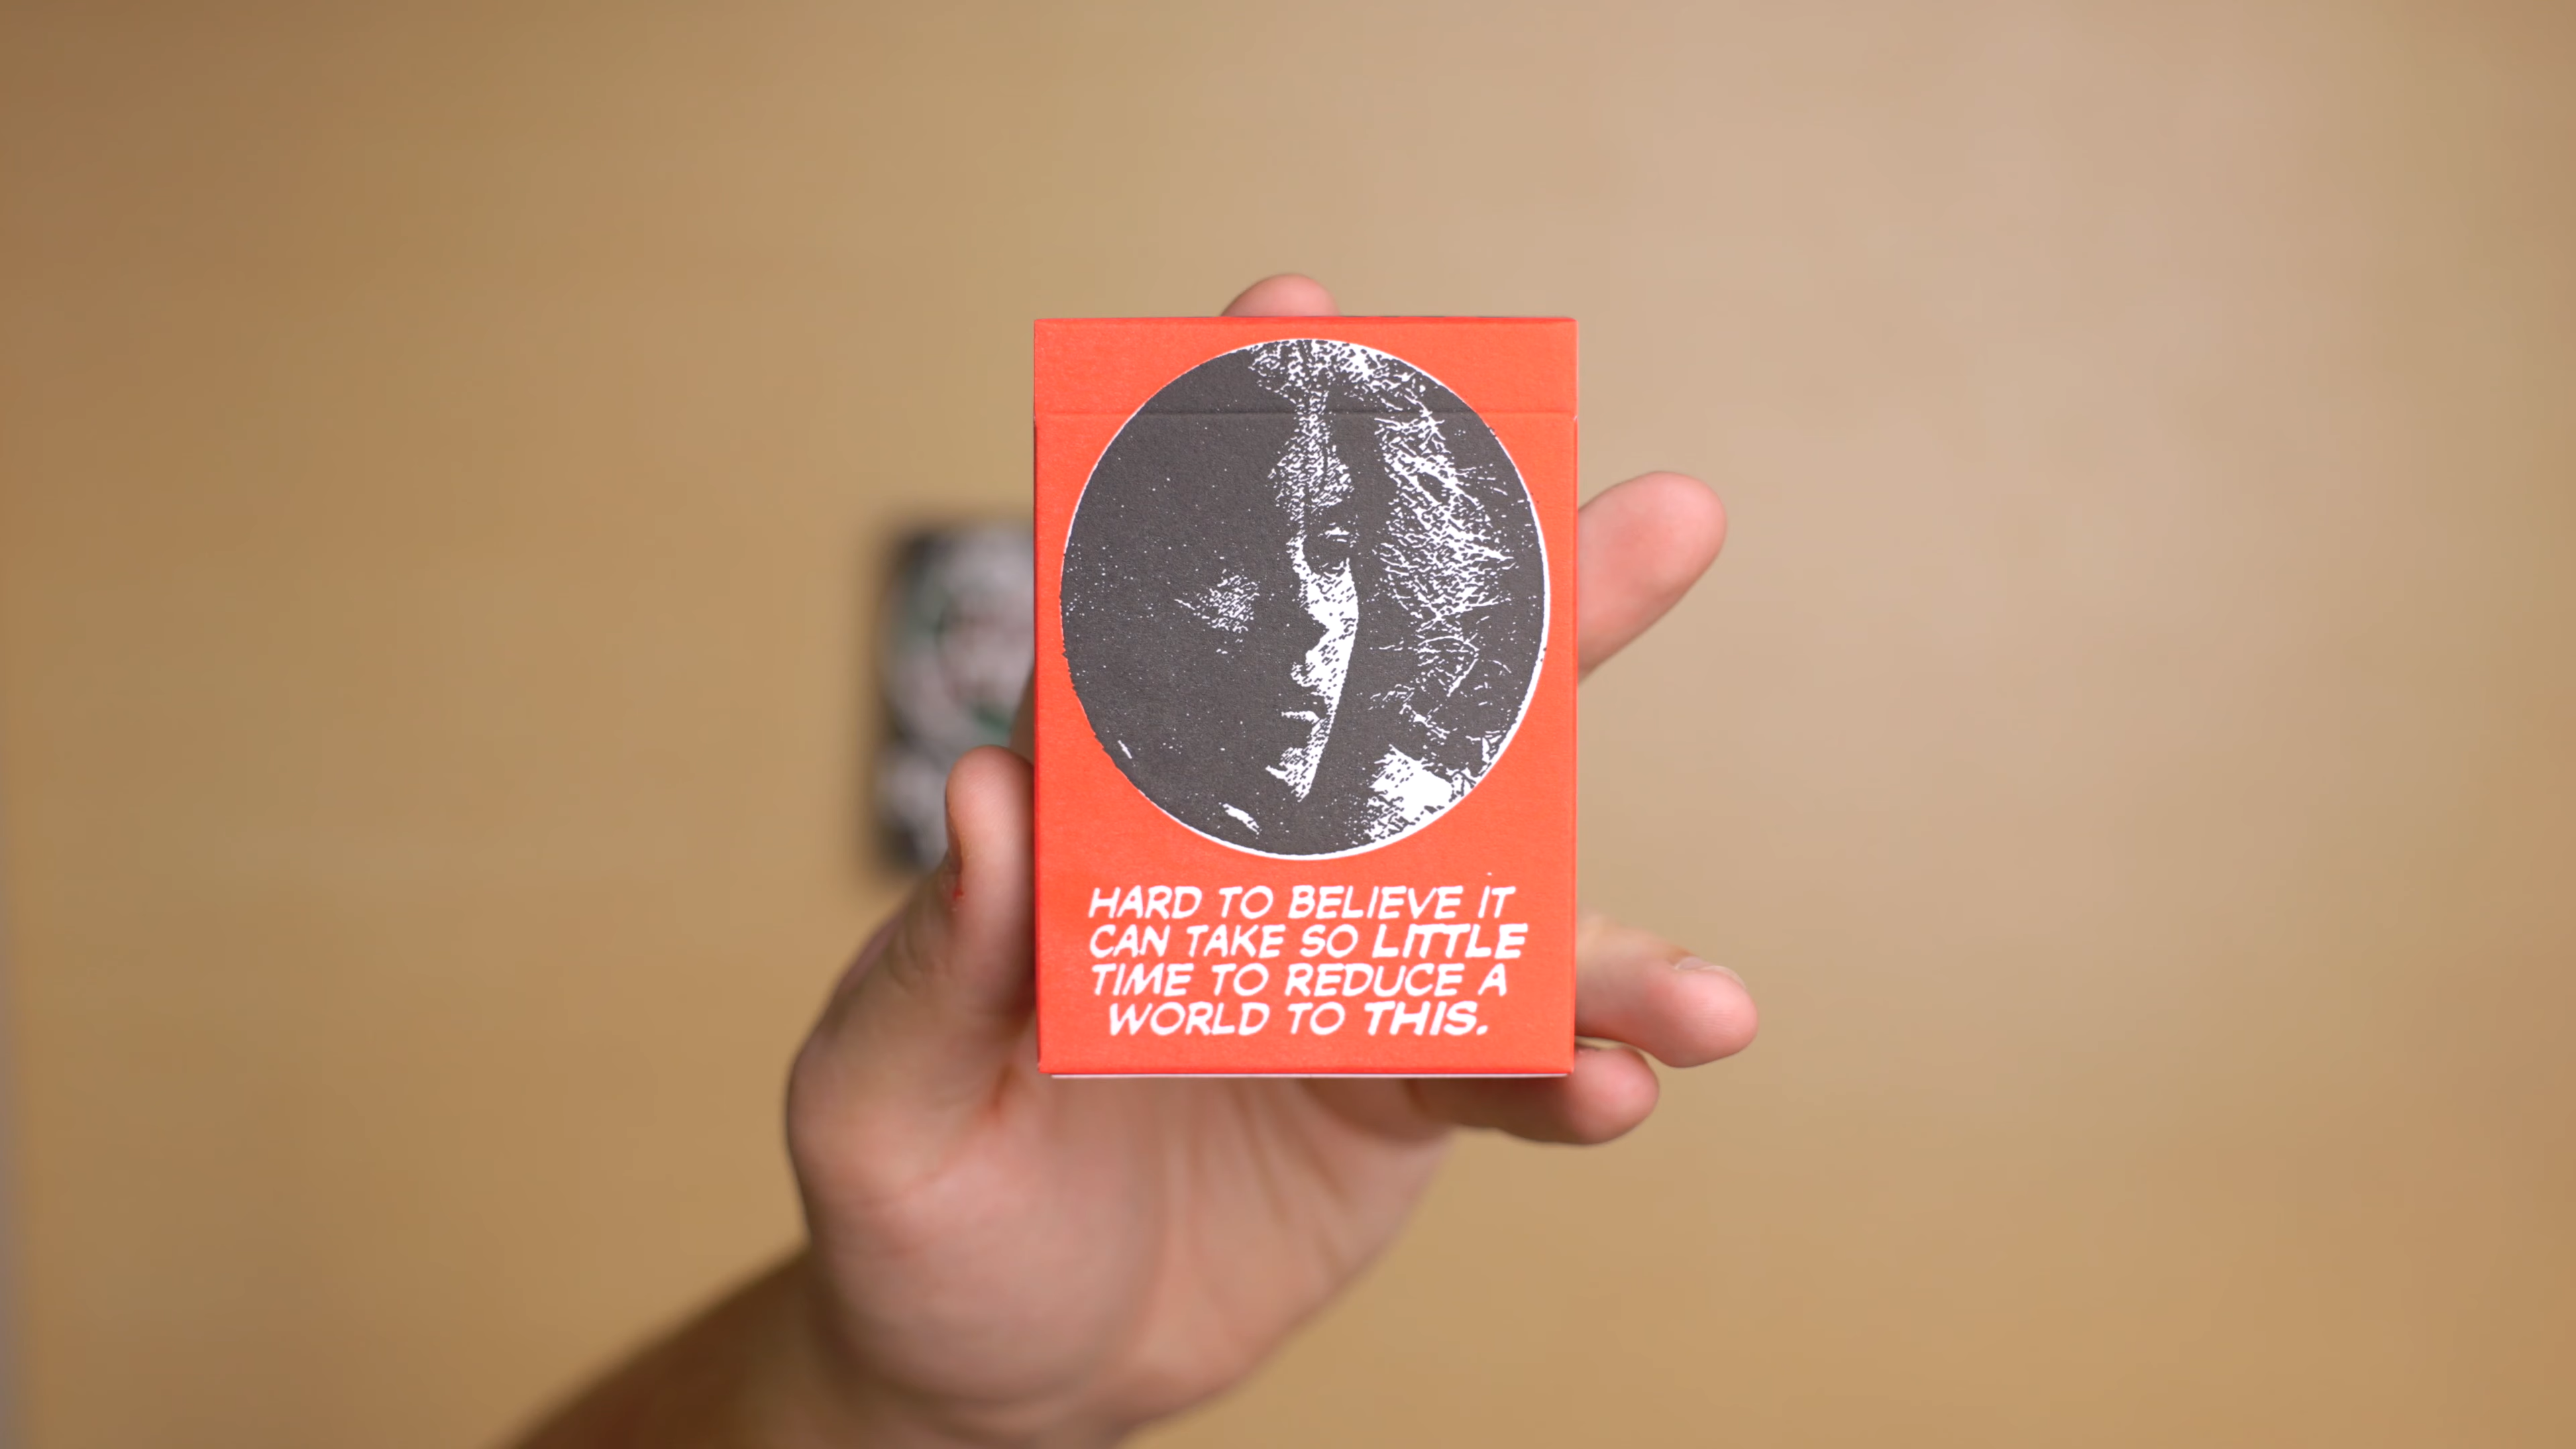 HARD TO BELIEVE IT
CAN TAKE SO LITTLE
TIME TO REDUCE A
WORLD TO THIS.